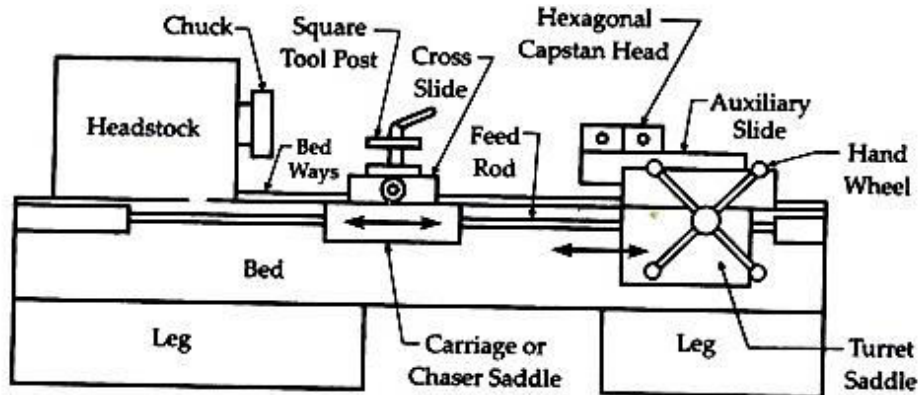 Chuck
Square
Tool Post
Cross
Slide
Hexagonal
Capstan Head
Headstock
Bed
Ways
Feed
Rod
Auxiliary
Slide
Hand
Wheel
Bed
Leg
Carriage or
Chaser Saddle
Leg
Turret
Saddle